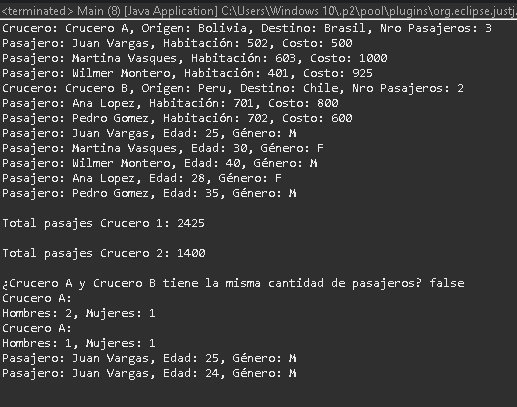 <terminated> Main (8) [Java Application] C:\Users\Windows 10\.p2\pool\plugins\org.eclipse.justj.
Crucero: Crucero A, Origen: Bolivia, Destino: Brasil, Nro Pasajeros: 3
Pasajero: Juan Vargas, Habitación: 502, Costo: 500
Pasajero: Martina Vasques, Habitación: 603, Costo: 1000
Pasajero: Wilmer Montero, Habitación: 401, Costo: 925
Crucero: Crucero B, Origen: Peru, Destino: Chile, Nro Pasajeros: 2
Pasajero: Ana Lopez, Habitación: 701, Costo: 800
Pasajero: Pedro Gomez, Habitación: 702, Costo: 600
Pasajero: Juan Vargas, Edad: 25, Género: M
Pasajero: Martina Vasques, Edad: 30, Género: F
Pasajero: Wilmer Montero, Edad: 40, Género: M
Pasajero: Ana Lopez, Edad: 28, Género: F
Pasajero: Pedro Gomez, Edad: 35, Género: M
Total pasajes Crucero 1: 2425
Total pasajes Crucero 2: 1400
¿Crucero A y Crucero B tiene la misma cantidad de pasajeros? false
Crucero A:
Hombres: 2, Mujeres: 1
Crucero A:
Hombres: 1, Mujeres: 1
Pasajero: Juan Vargas, Edad: 25, Género: M
Pasajero: Juan Vargas, Edad: 24, Género: M